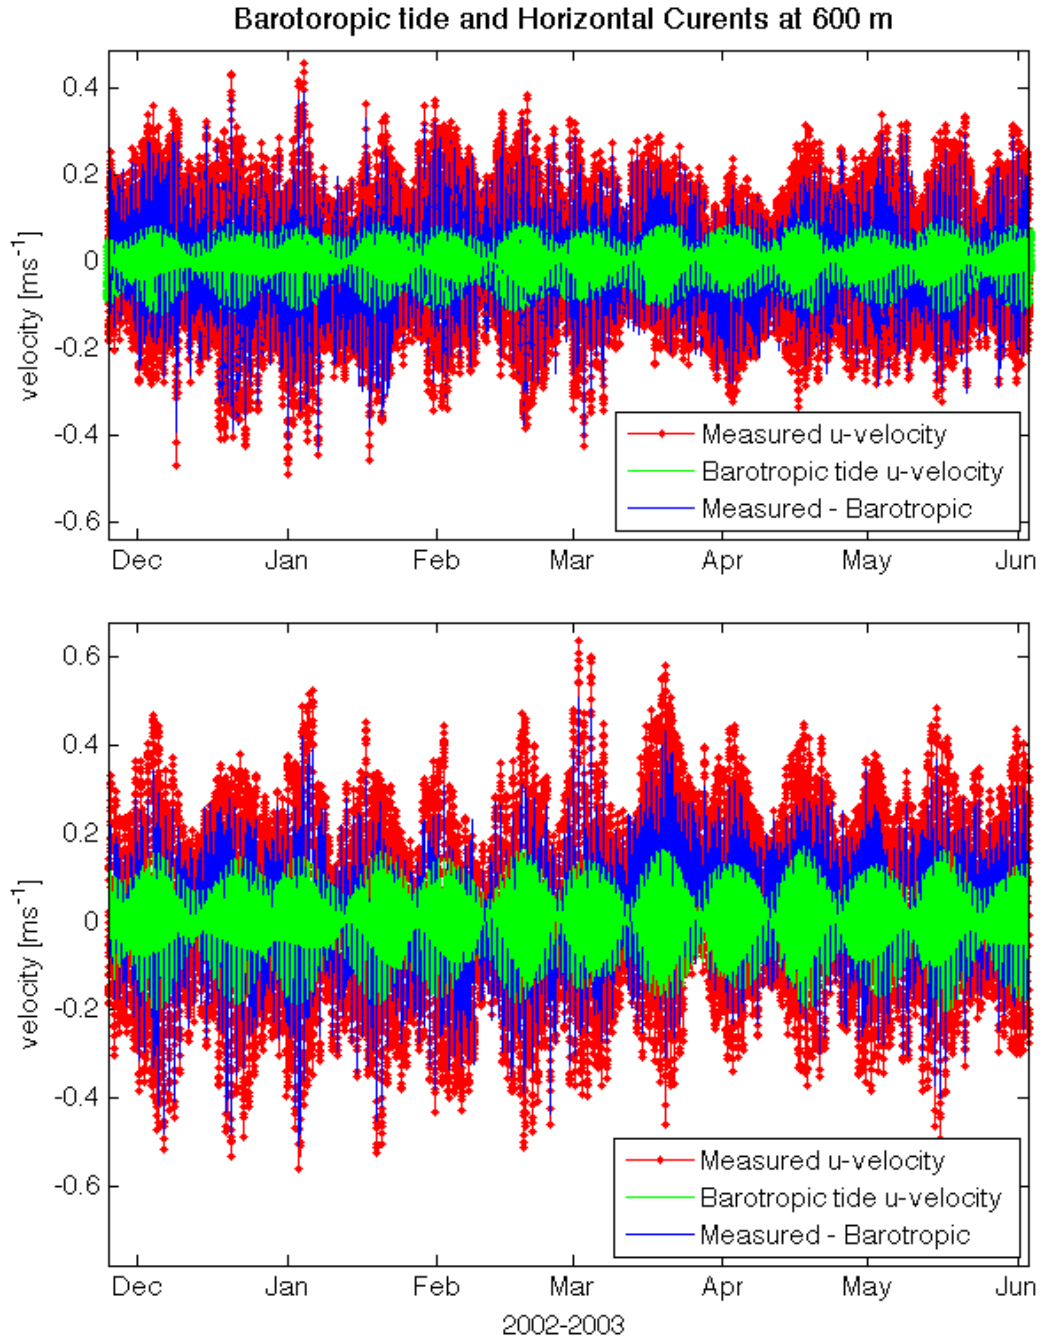 Barotoropic tide and Horizontal Curents at 600 m
velocity [ms-1]
0.4
0.2
0
-0.2
-0.4
-0.6
Measured u-velocity
Barotropic tide u-velocity
Measured - Barotropic
Dec Jan Feb Mar Apr May Jun
velocity [ms-1]
0.6
0.4
0.2
0
-0.2
-0.4
-0.6
Measured u-velocity
Barotropic tide u-velocity
Measured - Barotropic
Dec Jan Feb Mar Apr May Jun
2002-2003